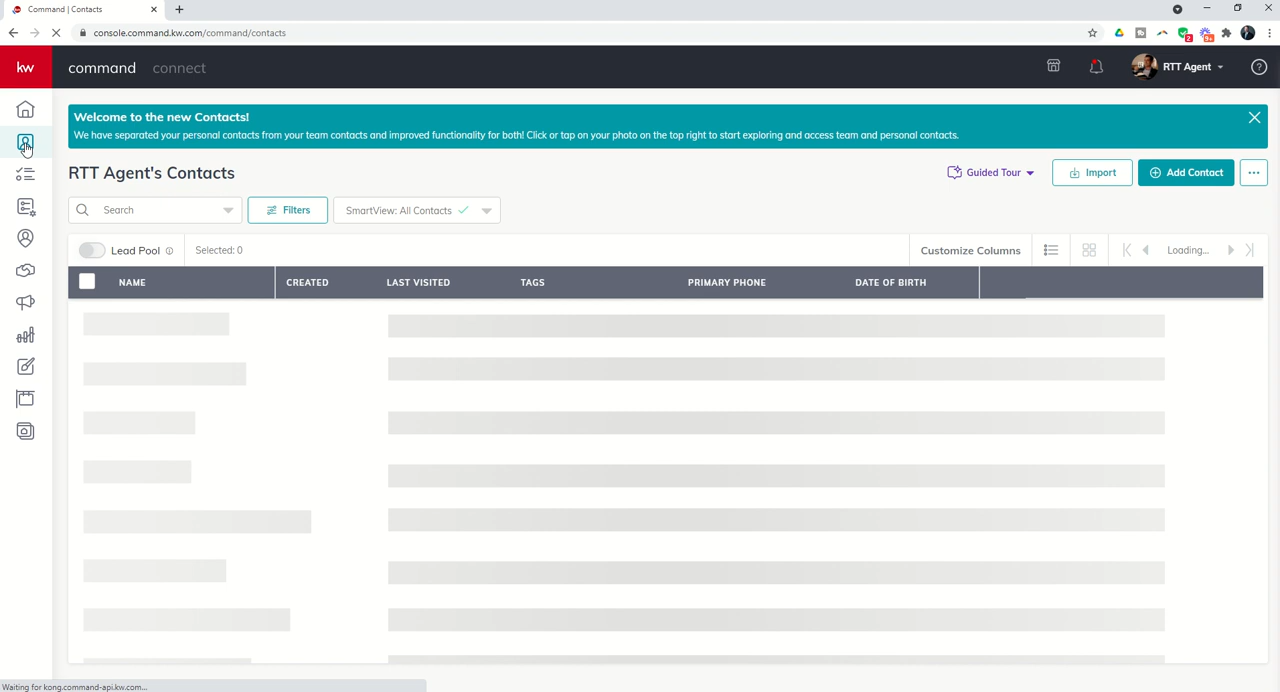 Command | Contacts
console.command.kw.com/command/contacts
2
9+
kw
command
connect
RTT Agent
Welcome to the new Contacts!
We have separated your personal contacts from your team contacts and improved functionality for both! Click or tap on your photo on the top right to start exploring and access team and personal contacts.
RTT Agent's Contacts
Guided Tour
Import
Add Contact
Search
Filters
SmartView: All Contacts
Lead Pool
Selected: 0
Customize Columns
Loading...
NAME
CREATED
LAST VISITED
TAGS
PRIMARY PHONE
DATE OF BIRTH
Waiting for kong.command-api.kw.com...